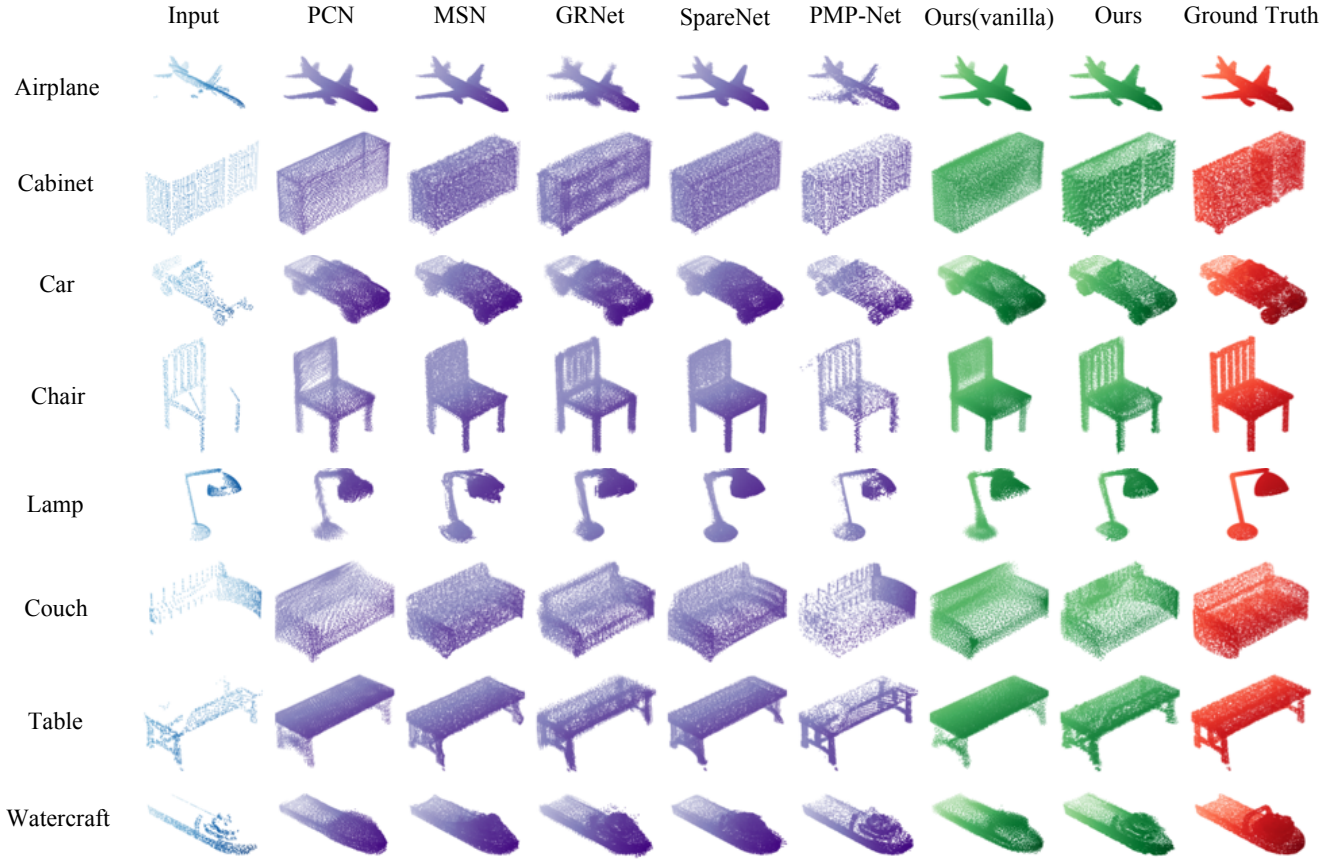 Input PCN MSN GRNet SpareNet PMP-Net Ours(vanilla) Ours Ground Truth
Airplane
Cabinet
Car
Chair
Lamp
Couch
Table
Watercraft